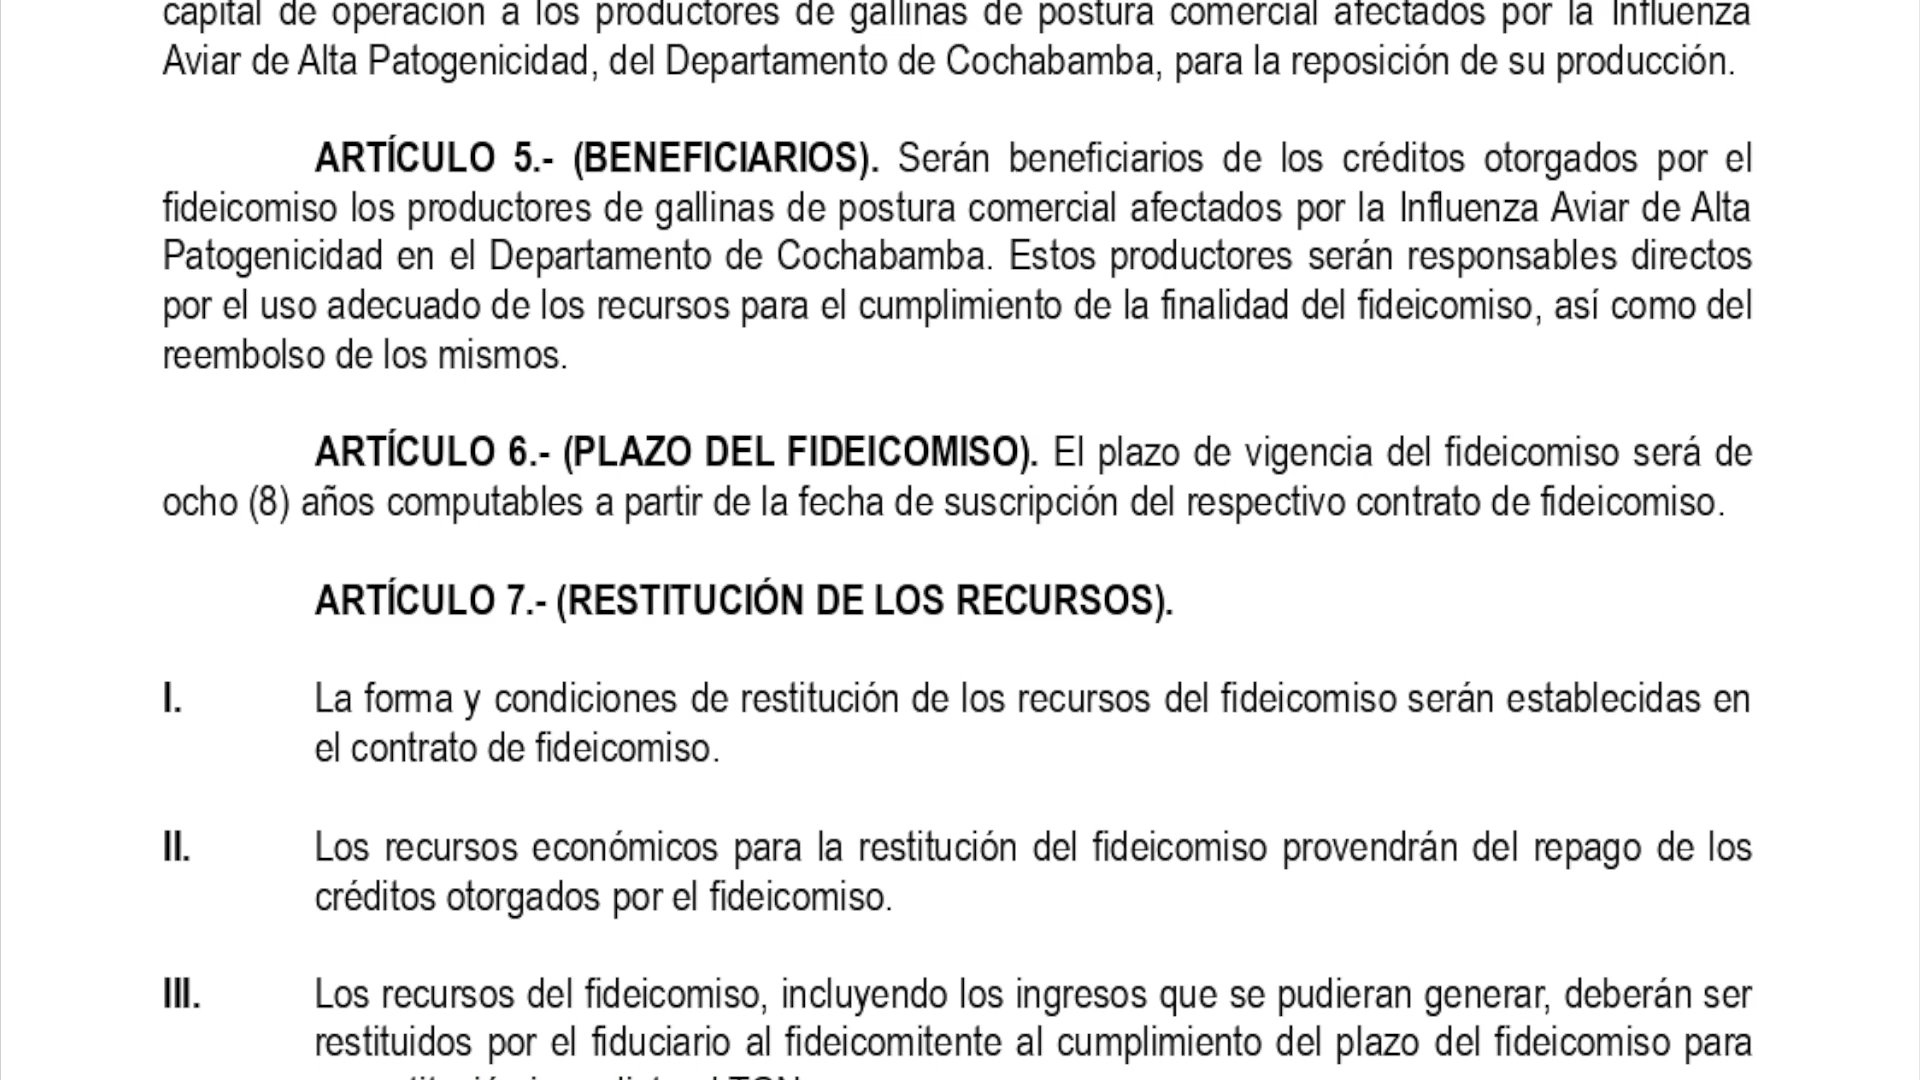 capital de operación a los productores de gallinas de postura comercial afectados por la Influenza
Aviar de Alta Patogenicidad, del Departamento de Cochabamba, para la reposición de su producción.
ARTÍCULO 5.- (BENEFICIARIOS). Serán beneficiarios de los créditos otorgados por el
fideicomiso los productores de gallinas de postura comercial afectados por la Influenza Aviar de Alta
Patogenicidad en el Departamento de Cochabamba. Estos productores serán responsables directos
por el uso adecuado de los recursos para el cumplimiento de la finalidad del fideicomiso, así como del
reembolso de los mismos.
ARTÍCULO 6.- (PLAZO DEL FIDEICOMISO). El plazo de vigencia del fideicomiso será de
ocho (8) años computables a partir de la fecha de suscripción del respectivo contrato de fideicomiso.
ARTÍCULO 7.- (RESTITUCIÓN DE LOS RECURSOS).
I. La forma y condiciones de restitución de los recursos del fideicomiso serán establecidas en
el contrato de fideicomiso.
II. Los recursos económicos para la restitución del fideicomiso provendrán del repago de los
créditos otorgados por el fideicomiso.
III. Los recursos del fideicomiso, incluyendo los ingresos que se pudieran generar, deberán ser
restituidos por el fiduciario al fideicomitente al cumplimiento del plazo del fideicomiso para